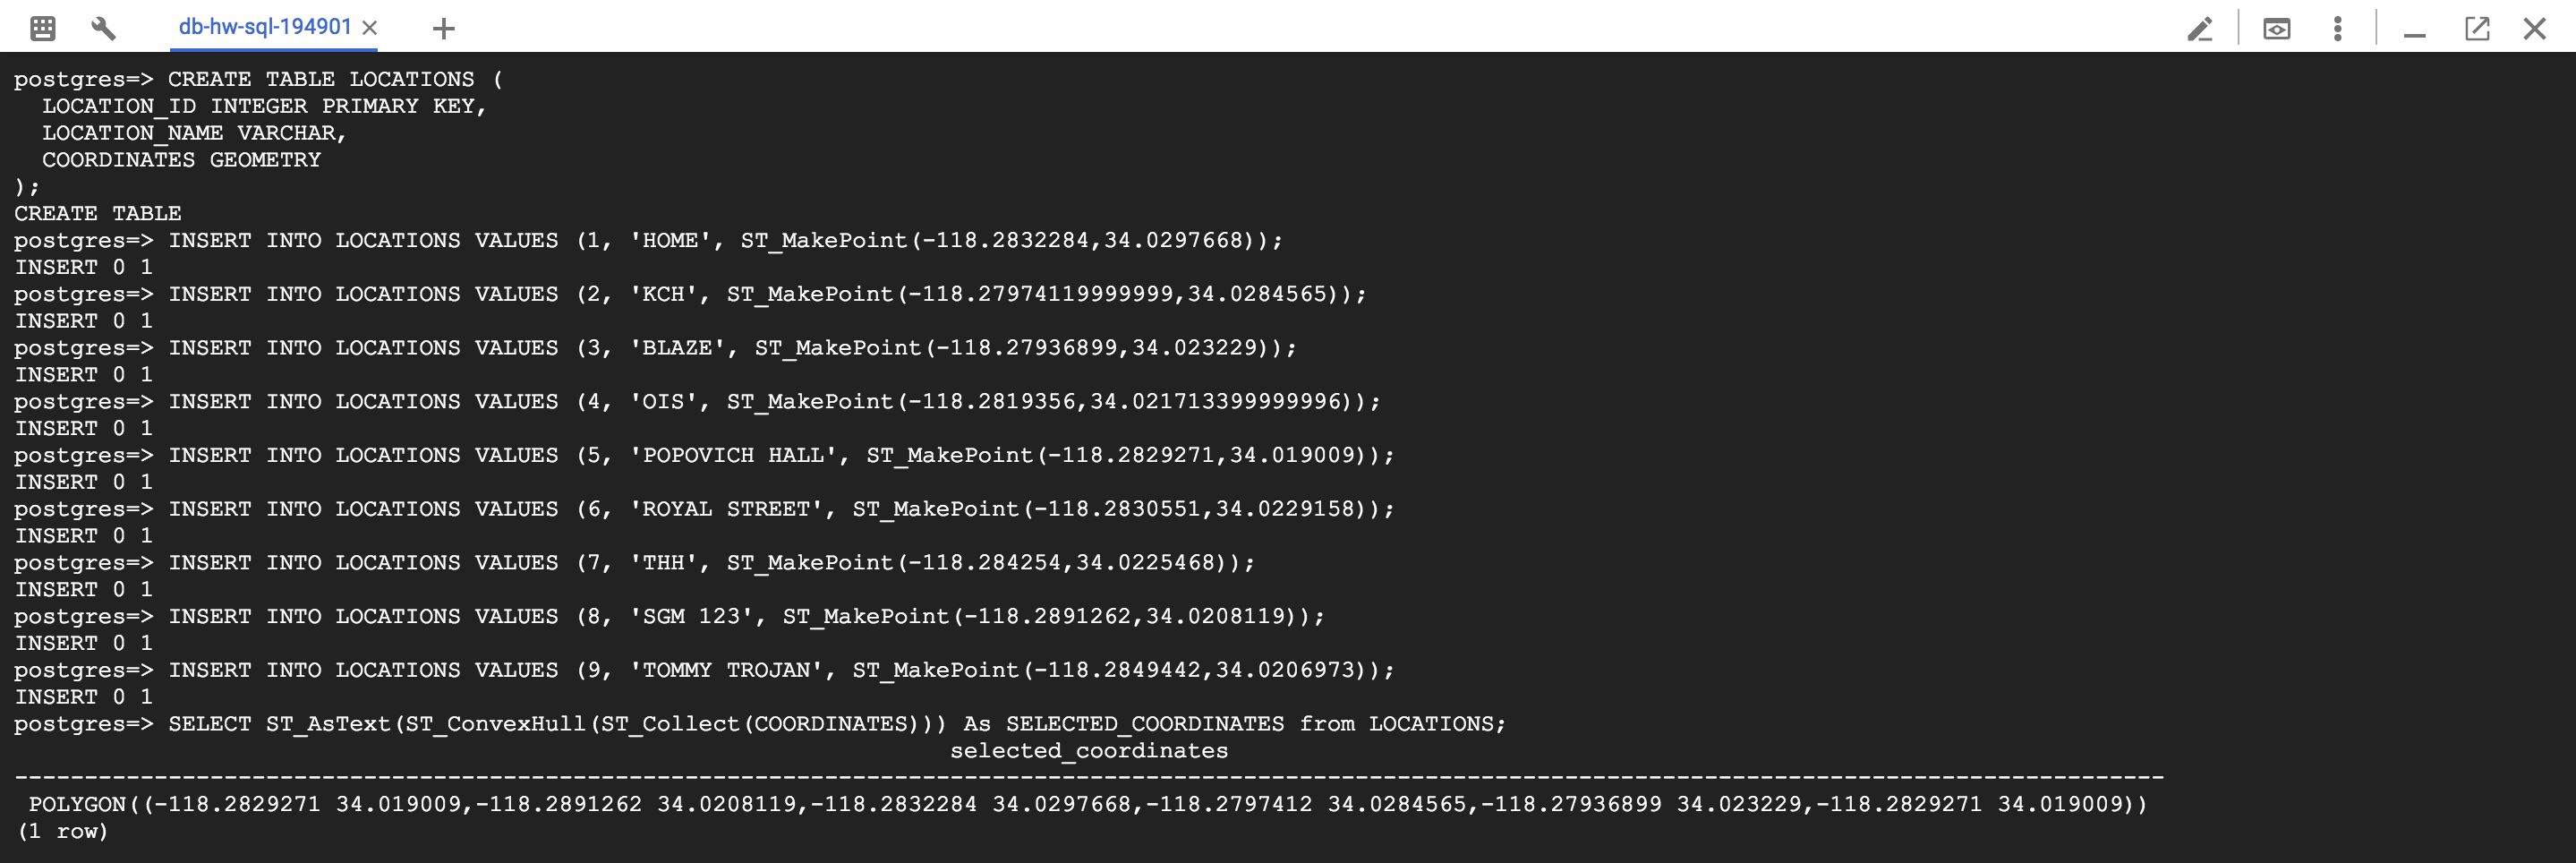 db-hw-sql-194901
postgres=> CREATE TABLE LOCATIONS (
  LOCATION_ID INTEGER PRIMARY KEY,
  LOCATION_NAME VARCHAR,
  COORDINATES GEOMETRY
);
CREATE TABLE
postgres=> INSERT INTO LOCATIONS VALUES (1, 'HOME', ST_MakePoint(-118.2832284,34.0297668));
INSERT 0 1
postgres=> INSERT INTO LOCATIONS VALUES (2, 'KCH', ST_MakePoint(-118.27974119999999,34.0284565));
INSERT 0 1
postgres=> INSERT INTO LOCATIONS VALUES (3, 'BLAZE', ST_MakePoint(-118.27936899,34.023229));
INSERT 0 1
postgres=> INSERT INTO LOCATIONS VALUES (4, 'OIS', ST_MakePoint(-118.2819356,34.021713399999996));
INSERT 0 1
postgres=> INSERT INTO LOCATIONS VALUES (5, 'POPOVICH HALL', ST_MakePoint(-118.2829271,34.019009));
INSERT 0 1
postgres=> INSERT INTO LOCATIONS VALUES (6, 'ROYAL STREET', ST_MakePoint(-118.2830551,34.0229158));
INSERT 0 1
postgres=> INSERT INTO LOCATIONS VALUES (7, 'THH', ST_MakePoint(-118.284254,34.0225468));
INSERT 0 1
postgres=> INSERT INTO LOCATIONS VALUES (8, 'SGM 123', ST_MakePoint(-118.2891262,34.0208119));
INSERT 0 1
postgres=> INSERT INTO LOCATIONS VALUES (9, 'TOMMY TROJAN', ST_MakePoint(-118.2849442,34.0206973));
INSERT 0 1
postgres=> SELECT ST_AsText(ST_ConvexHull(ST_Collect(COORDINATES))) As SELECTED_COORDINATES from LOCATIONS;
selected_coordinates
----------------------------------------------------------------------------------------------------------------------------------------------------------
POLYGON((-118.2829271 34.019009,-118.2891262 34.0208119,-118.2832284 34.0297668,-118.2797412 34.0284565,-118.27936899 34.023229,-118.2829271 34.019009))
(1 row)